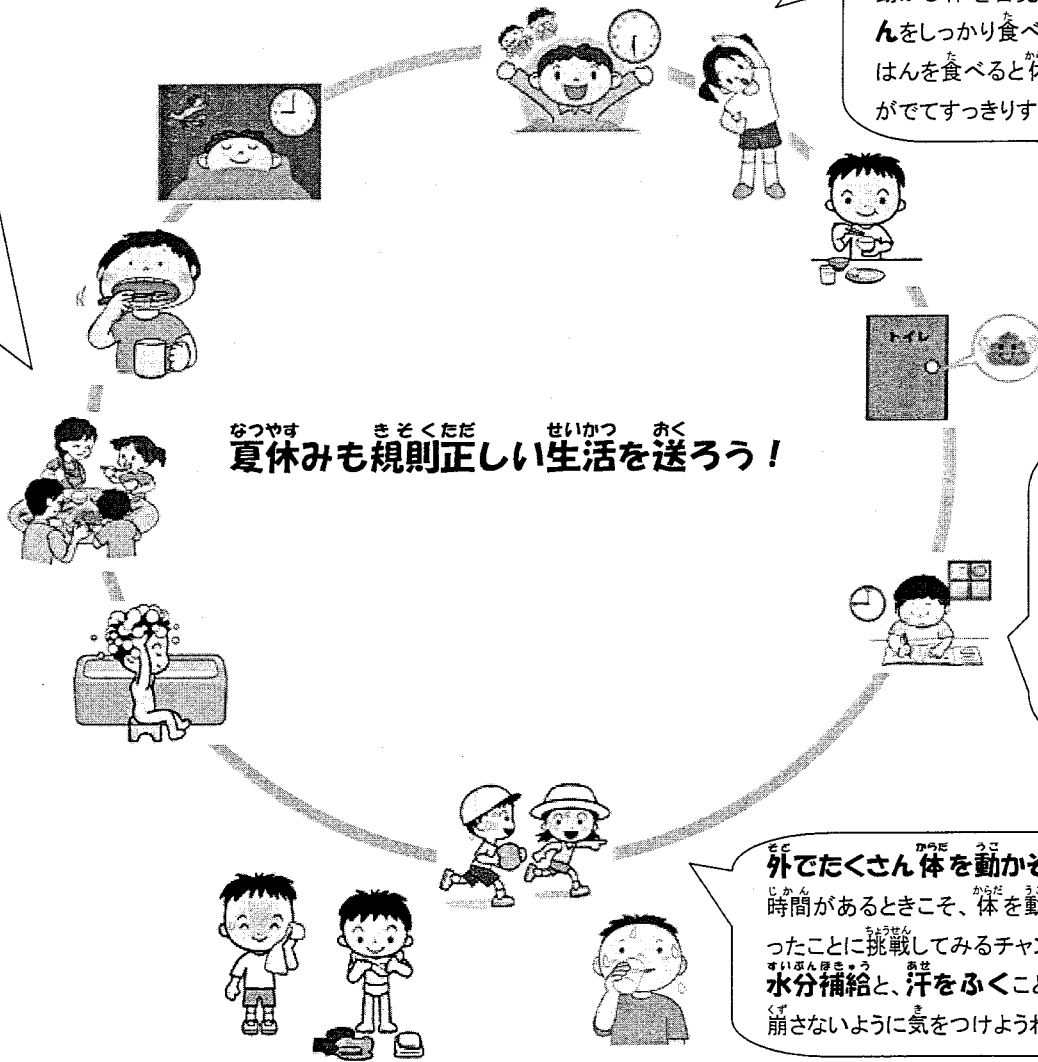 んをしっかり食べ
はんを食べると
がでてすっきりす
トイレ
夏休みも規則正しい生活を送ろう！
外でたくさん体を動かそ
時間があるときこそ、体を動
ったことに挑戦してみるチャン
水分補給と、汗をふくこと
崩さないように気をつけようね